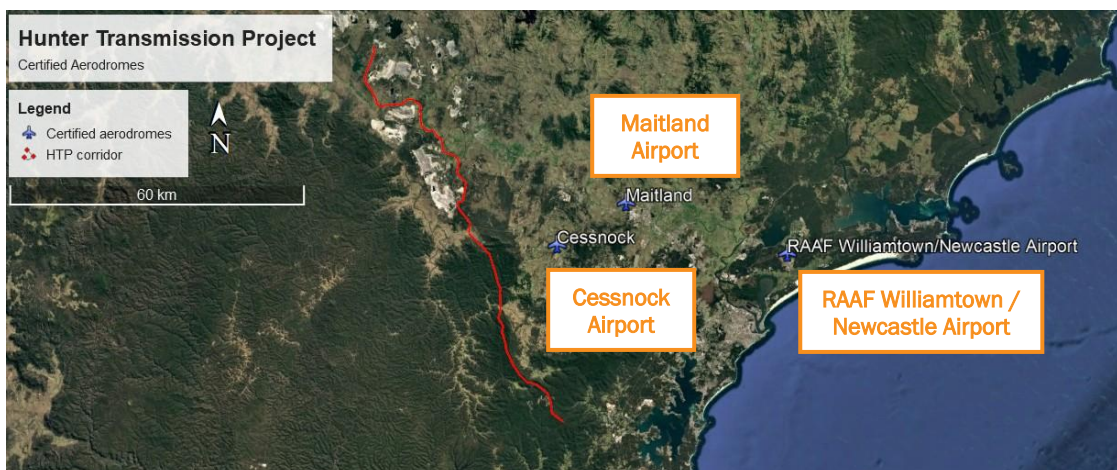 Hunter Transmission Project
Certified Aerodromes
Legend
Certified aerodromes
HTP corridor
N
60 km
Maitland
Airport
Maitland
Cessnock
RAAF Williamtown/Newcastle Airport
Cessnock
Airport
RAAF Williamtown /
Newcastle Airport